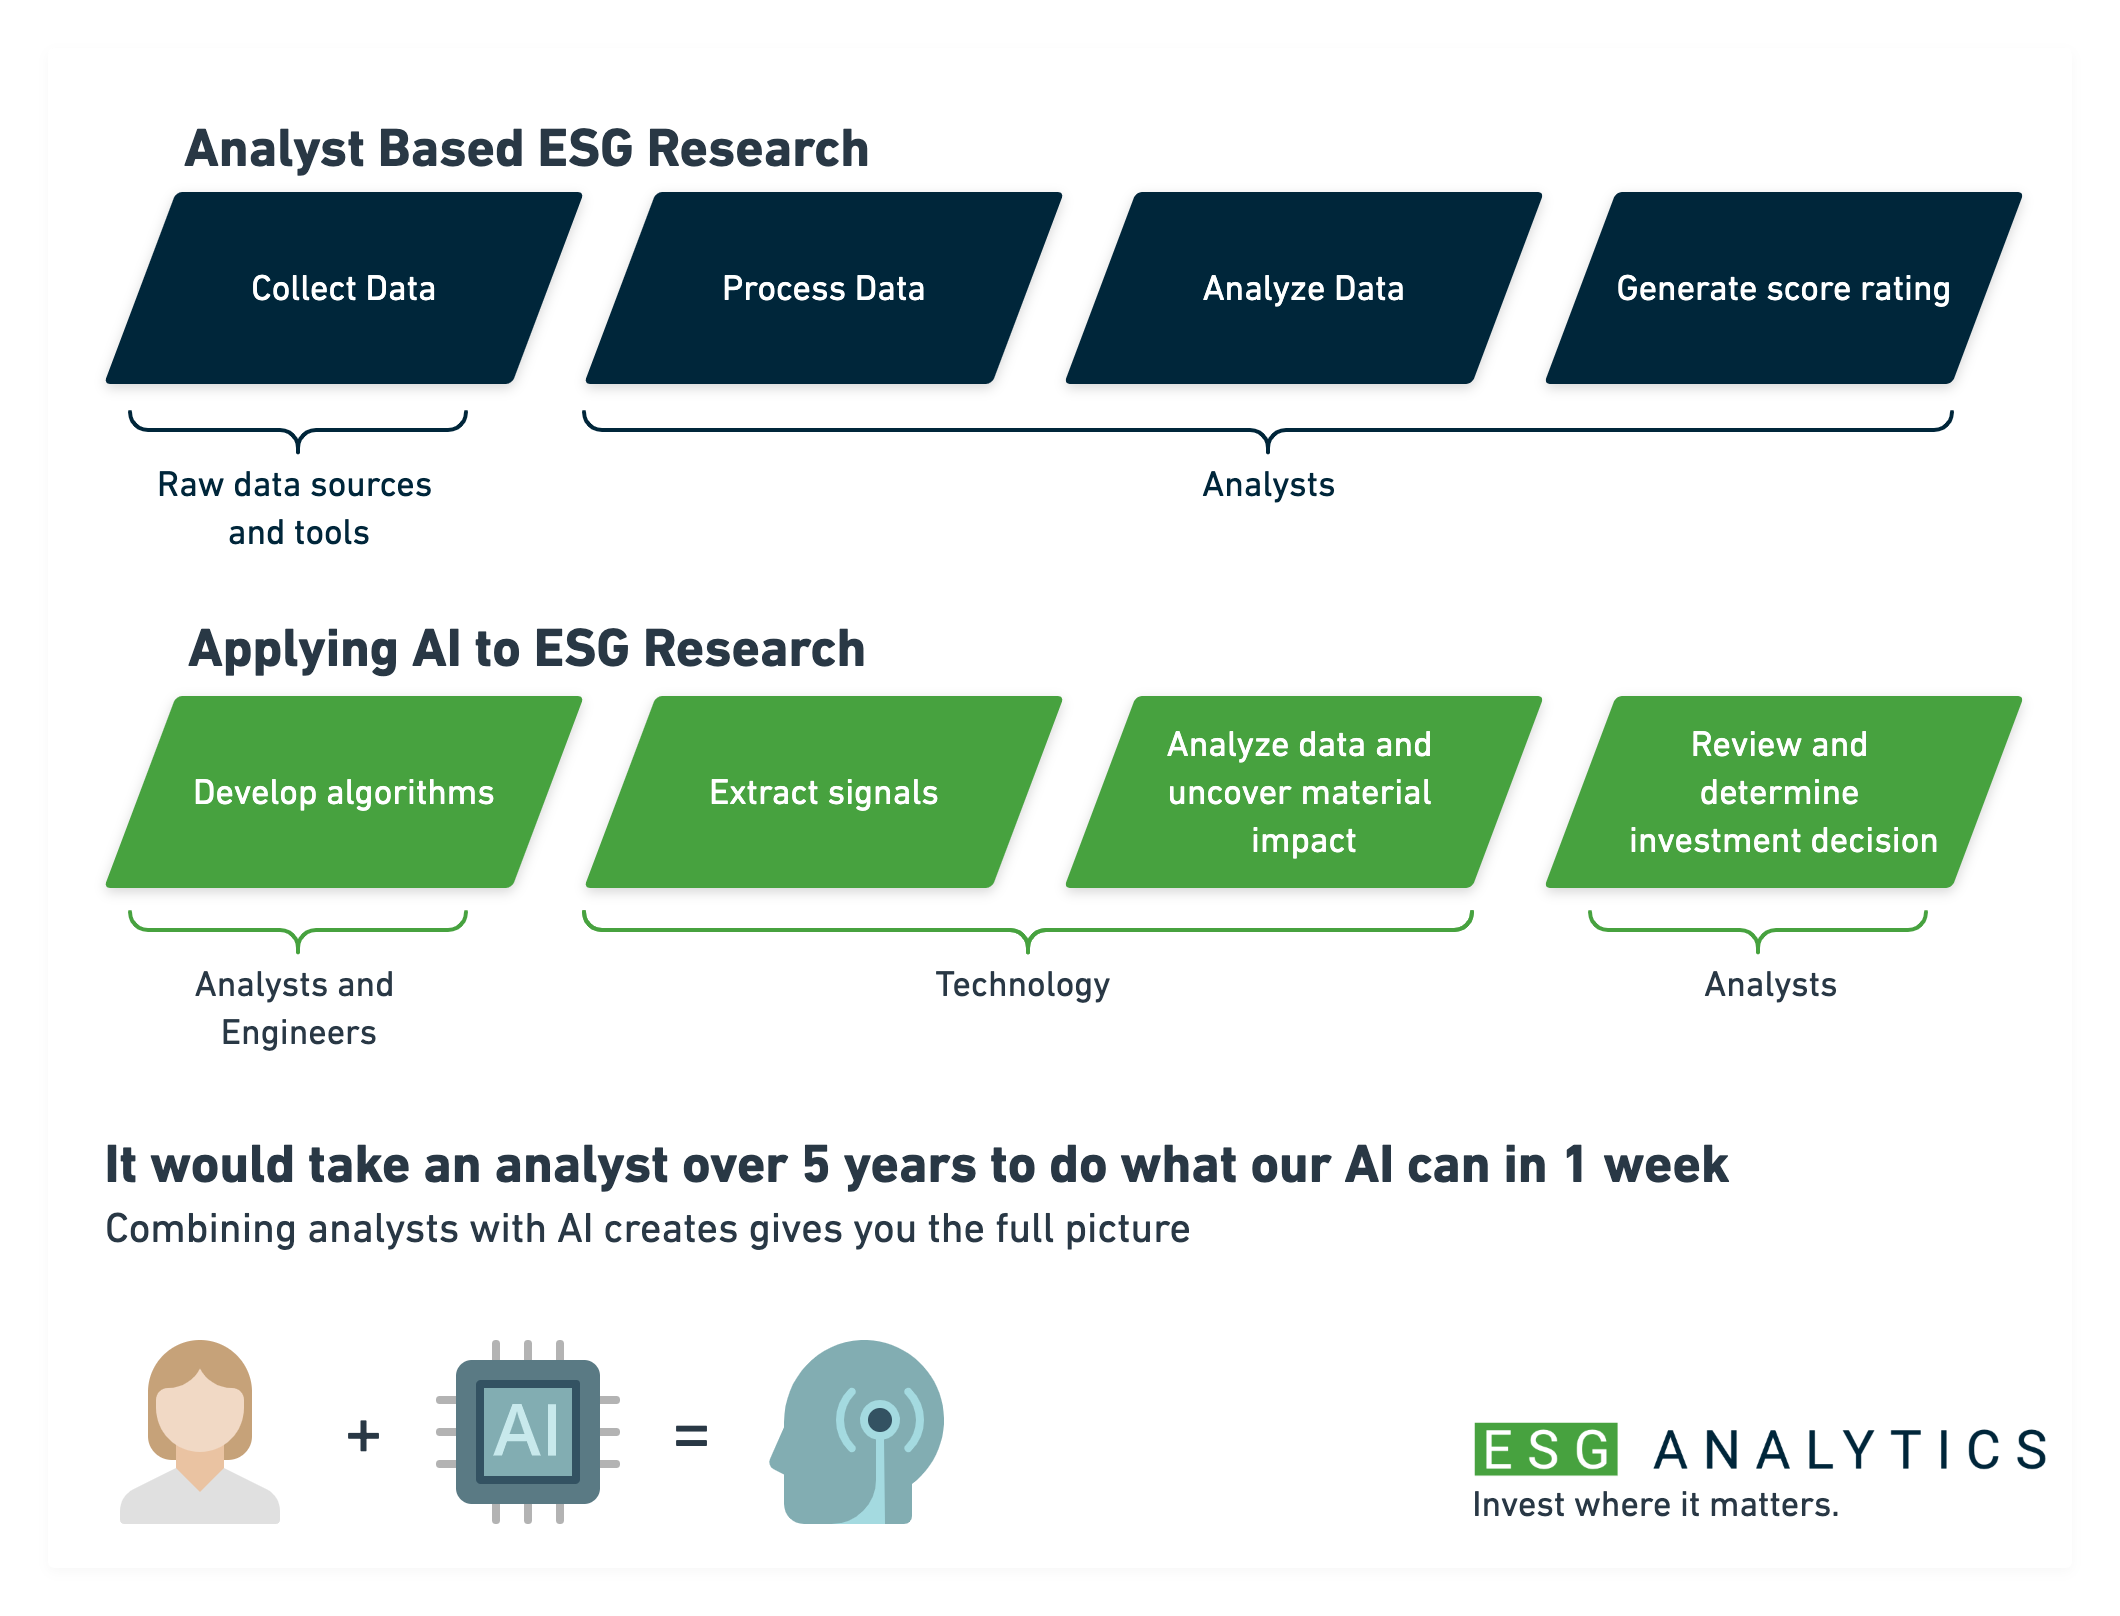 Analyst Based ESG Research
Collect Data
Process Data
Analyze Data
Generate score rating
Raw data sources
and tools
Analysts
Applying AI to ESG Research
Develop algorithms
Extract signals
Analyze data and
uncover material
impact
Review and
determine
investment decision
Analysts and
Engineers
Technology
Analysts
It would take an analyst over 5 years to do what our AI can in 1 week
Combining analysts with AI creates gives you the full picture
+
AI
=
ESG ANALYTICS
Invest where it matters.